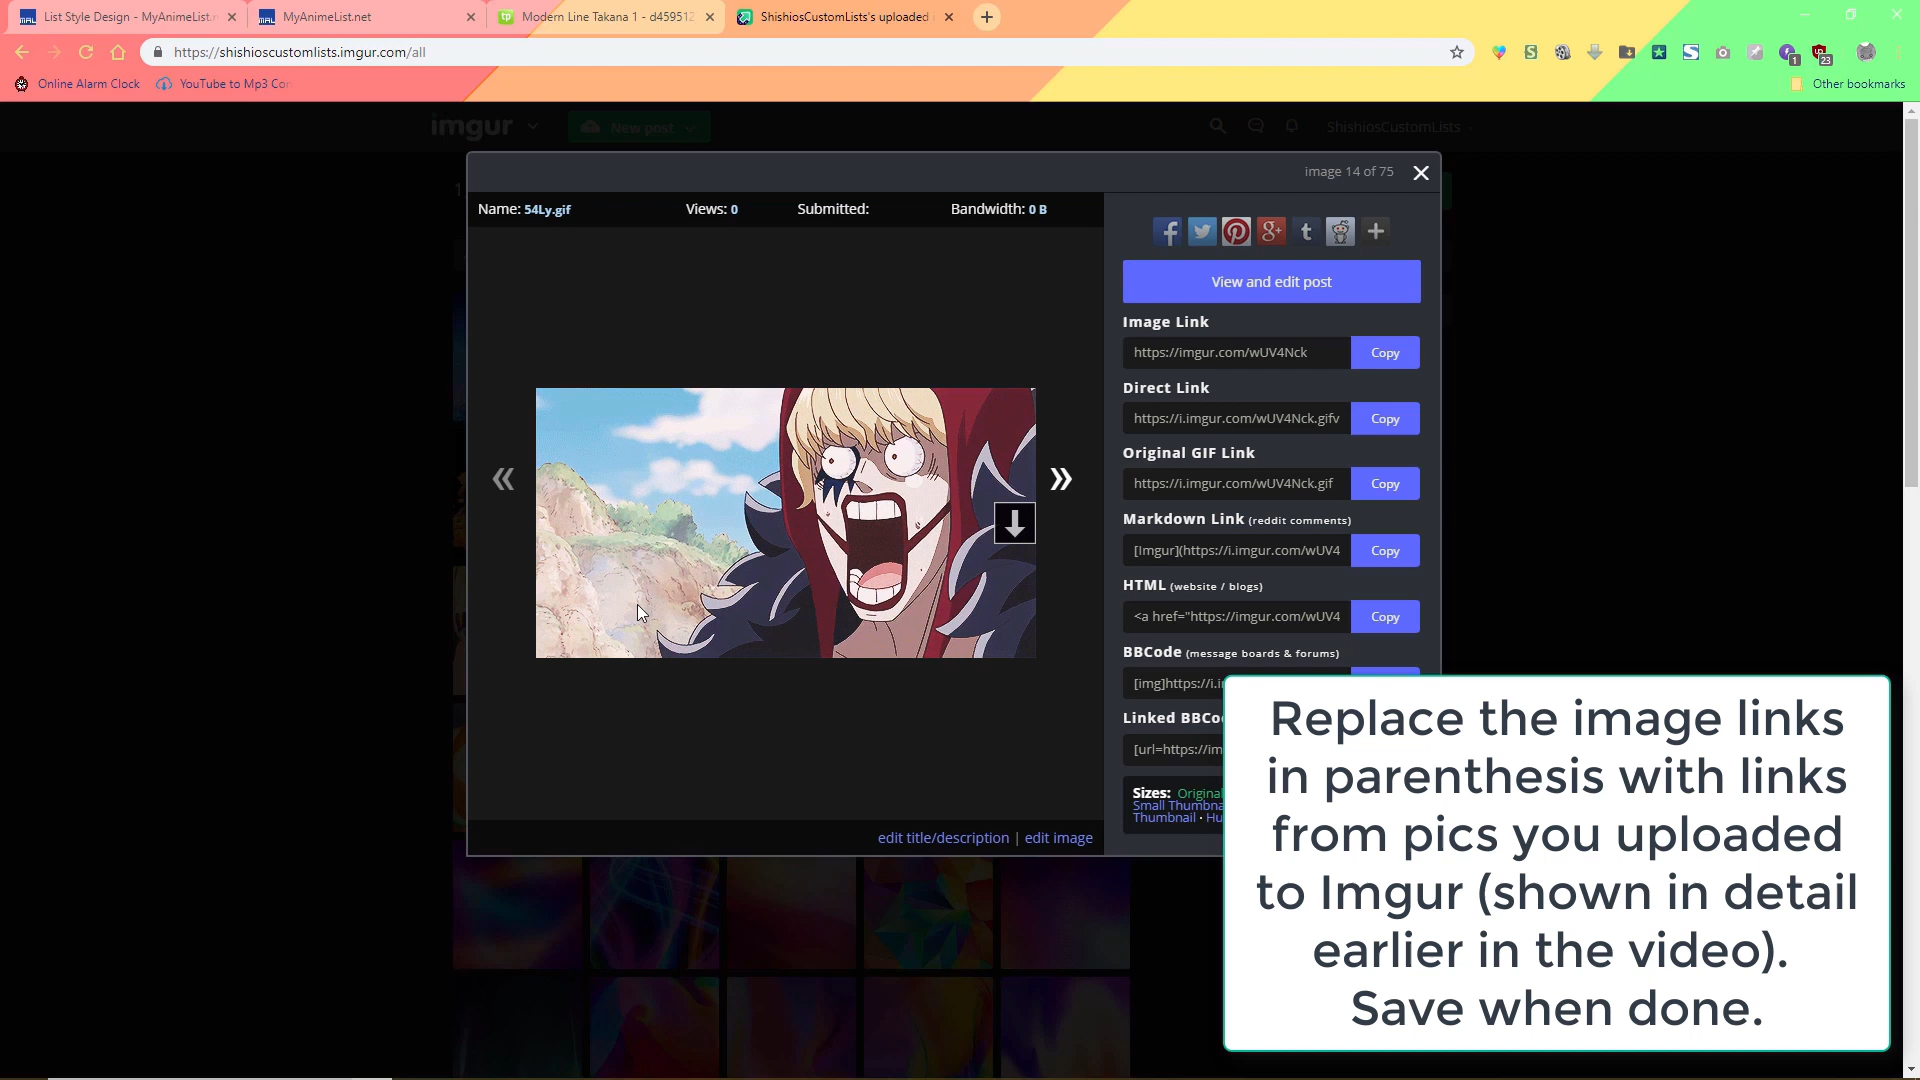 List Style Design - MyAnimeList.n
MyAnimeList.net
Modern Line Takana 1 - d459512
ShishiosCustomLists's uploaded i
https://shishioscustomlists.imgur.com/all
1
23
Online Alarm Clock
YouTube to Mp3 Con
Other bookmarks
imgur
New post
ShishiosCustomLists
image 14 of 75
Name: 54Ly.gif
Views: 0
Submitted:
Bandwidth: 0 B
View and edit post
Image Link
https://imgur.com/wUV4Nck
Copy
Direct Link
https://i.imgur.com/wUV4Nck.gifv
Copy
Original GIF Link
https://i.imgur.com/wUV4Nck.gif
Copy
Markdown Link (reddit comments)
[Imgur](https://i.imgur.com/wUV4
Copy
HTML (website / blogs)
<a href="https://imgur.com/wUV4
Copy
BBCode (message boards & forums)
[img]https://i.i
Linked BBCo
[url=https://im
Sizes: Original
Small Thumbna
Thumbnail · Hu
edit title/description | edit image
Replace the image links
in parenthesis with links
from pics you uploaded
to Imgur (shown in detail
earlier in the video).
Save when done.